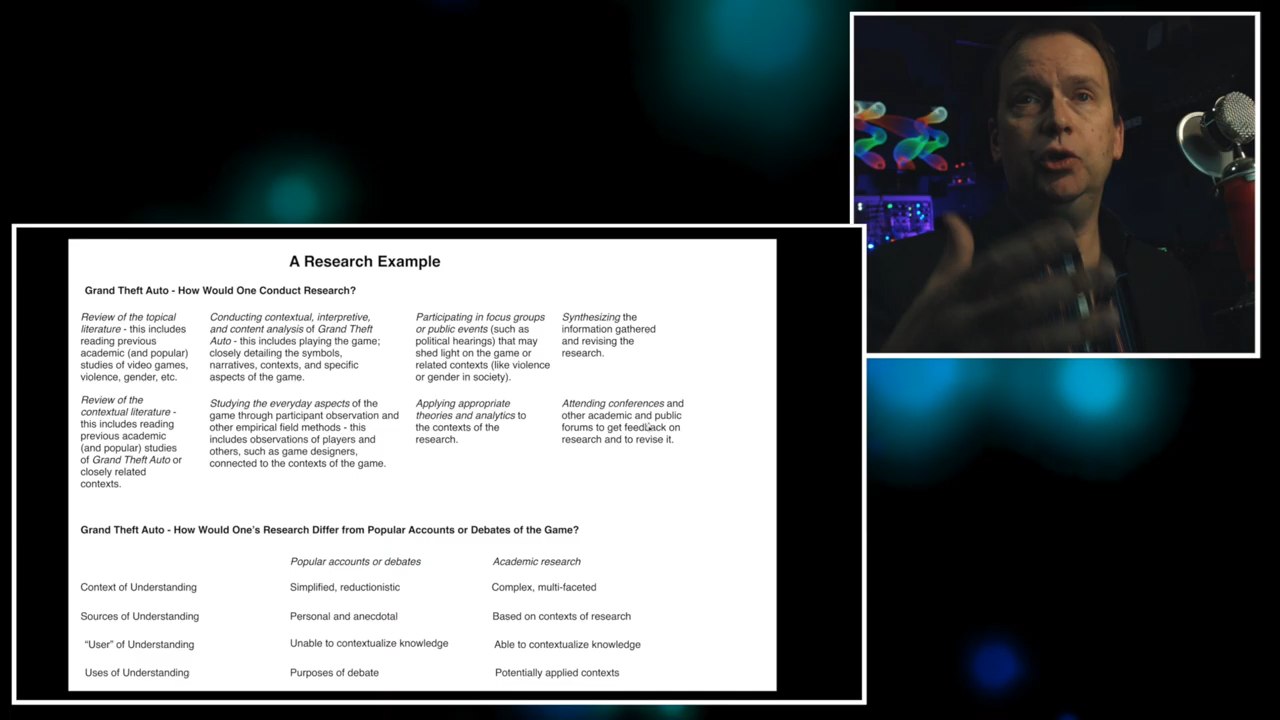 A Research Example
Grand Theft Auto - How Would One Conduct Research?
Review of the topical
literature - this includes
reading previous
academic (and popular)
studies of video games,
violence, gender, etc.
Conducting contextual, interpretive,
and content analysis of Grand Theft
Auto - this includes playing the game;
closely detailing the symbols,
narratives, contexts, and specific
aspects of the game.
Participating in focus groups
or public events (such as
political hearings) that may
shed light on the game or
related contexts (like violence
or gender in society).
Synthesizing the
information gathered
and revising the
research.
Review of the
contextual literature -
this includes reading
previous academic
(and popular) studies
of Grand Theft Auto or
closely related
contexts.
Studying the everyday aspects of the
game through participant observation and
other empirical field methods - this
includes observations of players and
others, such as game designers,
connected to the contexts of the game.
Applying appropriate
theories and analytics to
the contexts of the
research.
Attending conferences and
other academic and public
forums to get feedback on
research and to revise it.
Grand Theft Auto - How Would One's Research Differ from Popular Accounts or Debates of the Game?
Popular accounts or debates Academic research
Context of Understanding Simplified, reductionistic Complex, multi-faceted
Sources of Understanding Personal and anecdotal Based on contexts of research
“User” of Understanding Unable to contextualize knowledge Able to contextualize knowledge
Uses of Understanding Purposes of debate Potentially applied contexts